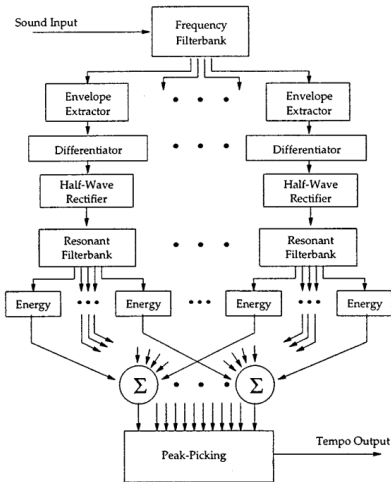 Sound Input
Frequency
Filterbank
Envelope
Extractor
Envelope
Extractor
Differentiator
Differentiator
Half-Wave
Rectifier
Half-Wave
Rectifier
Resonant
Filterbank
Resonant
Filterbank
Energy
Energy
Energy
Energy
Σ
Σ
Peak-Picking
Tempo Output